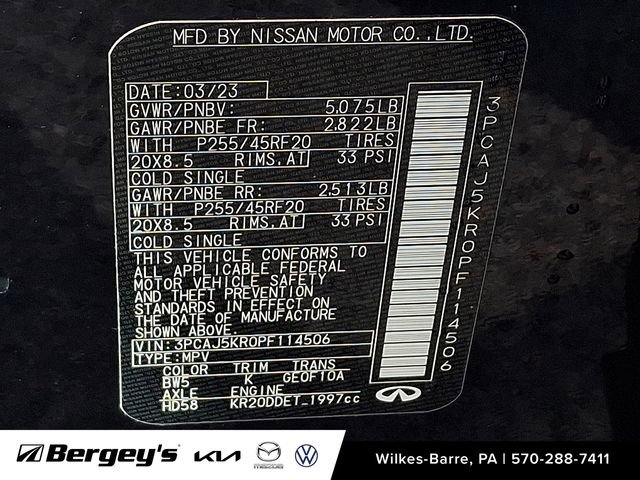 MFD BY NISSAN MOTOR CO.,LTD.
DATE:03/23
GVWR/PNBV: 5,075LB
GAWR/PNBE FR: 2,822LB
WITH P255/45RF20 TIRES
20X8.5 RIMS,AT 33 PSI
COLD SINGLE
GAWR/PNBE RR: 2,513LB
WITH P255/45RF20 TIRES
20X8.5 RIMS,AT 33 PSI
COLD SINGLE
THIS VEHICLE CONFORMS TO
ALL APPLICABLE FEDERAL
MOTOR VEHICLE SAFETY
AND THEFT PREVENTION
STANDARDS IN EFFECT ON
THE DATE OF MANUFACTURE
SHOWN ABOVE.
VIN: 3PCAJ5KR0PF114506
TYPE:MPV
COLOR TRIM TRANS
BW5 K GE0F10A
AXLE ENGINE
HD58 KR20DDET 1997cc
3PCAJ5KR0PF114506
Bergey's KIA mazda
Wilkes-Barre, PA | 570-288-7411